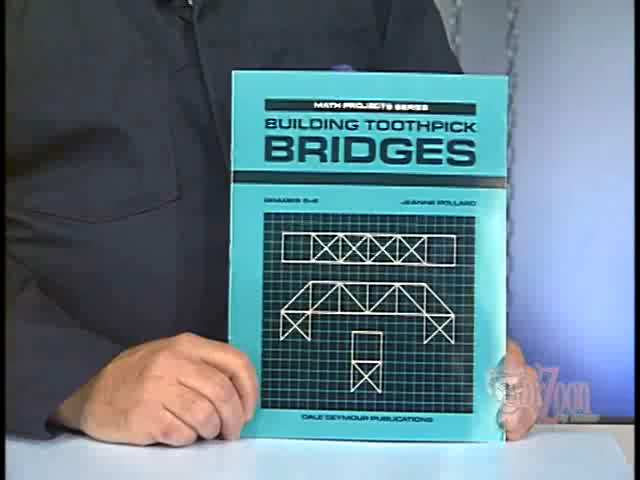 MATH PROJECTS SERIES
BUILDING TOOTHPICK
BRIDGES
GRADES 5-8 JEANNE POLLARD
DALE SEYMOUR PUBLICATIONS